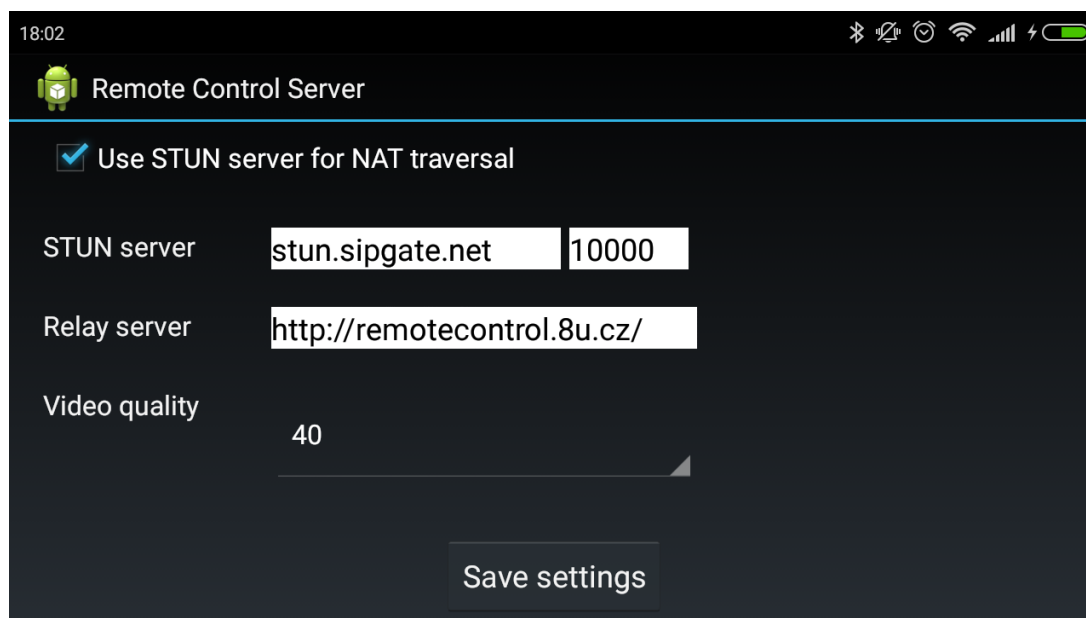 18:02
Remote Control Server
Use STUN server for NAT traversal
STUN server stun.sipgate.net 10000
Relay server http://remotecontrol.8u.cz/
Video quality
40
Save settings